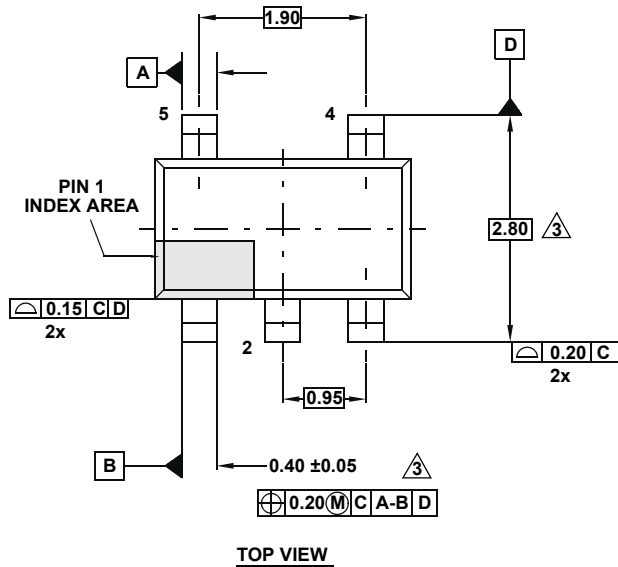 1.90
A
D
5
4
PIN 1
INDEX AREA
2.80
3
0.15 C D
2x
2
0.20 C
2x
0.95
B
0.40 ±0.05
3
0.20 M C A-B D
TOP VIEW